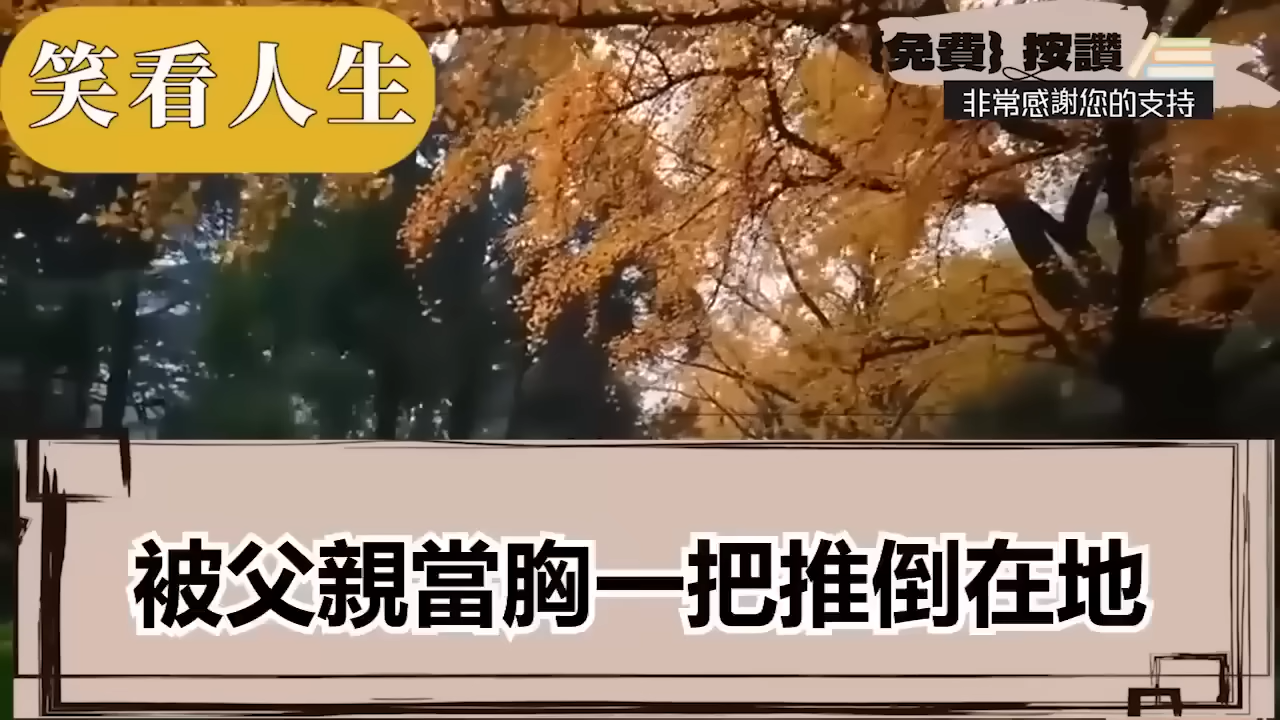 笑看人生
{免費} 按讚
非常感謝您的支持
被父親當胸一把推倒在地